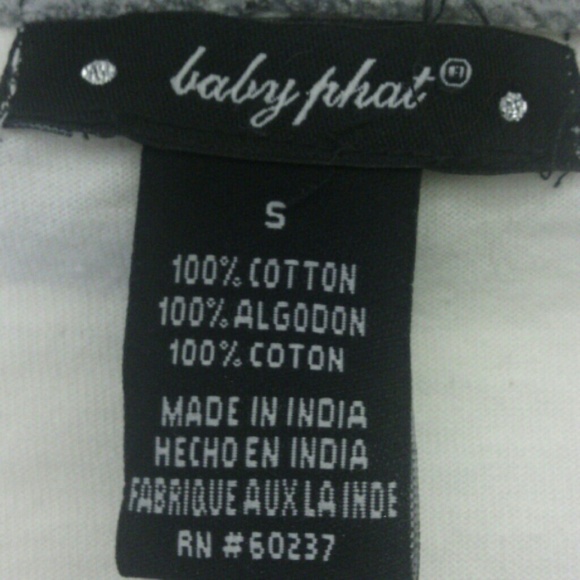 baby phat®
S
100% COTTON
100% ALGODON
100% COTON
MADE IN INDIA
HECHO EN INDIA
FABRIQUE AUX LA INDE
RN #60237